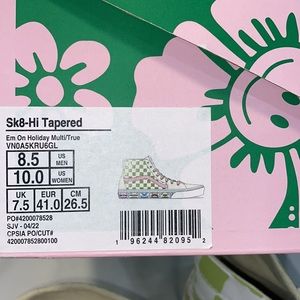 Sk8-Hi Tapered
Em On Holiday Multi/True
VN0A5KRU6GL
8.5 US MEN
10.0 US WOMEN
UK EUR CM
7.5 41.0 26.5
PO#4200078528
SJV - 04/22
CPSIA PO/CUT#
420007852800100
1 96244 82095 2